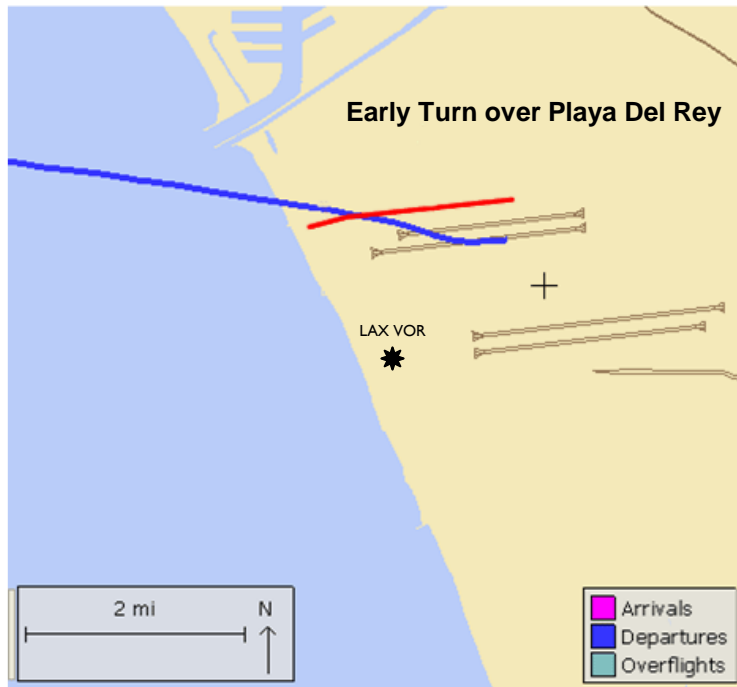 Early Turn over Playa Del Rey
LAX VOR
2 mi
N
Arrivals
Departures
Overflights